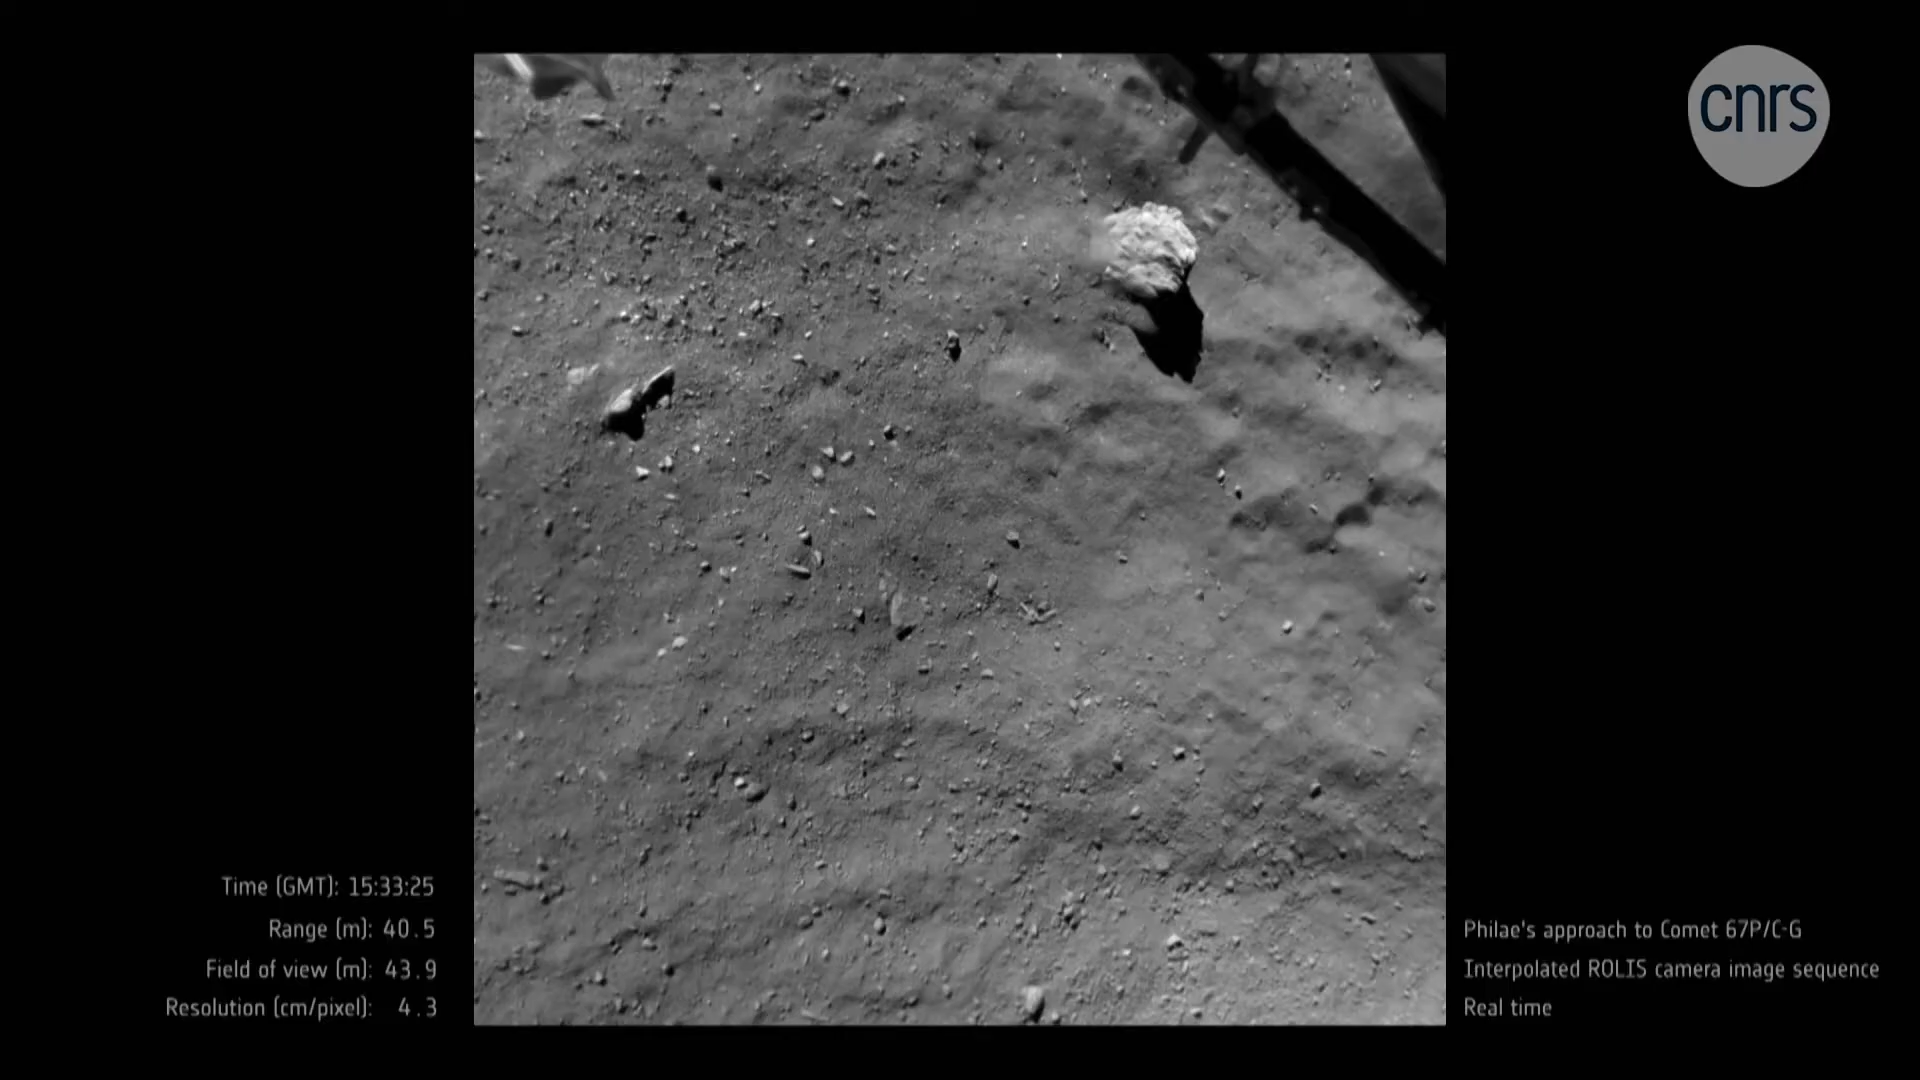 cnrs
Time (GMT): 15:33:25
Range (m): 40.5
Field of view (m): 43.9
Resolution (cm/pixel): 4.3
Philae's approach to Comet 67P/C-G
Interpolated ROLIS camera image sequence
Real time